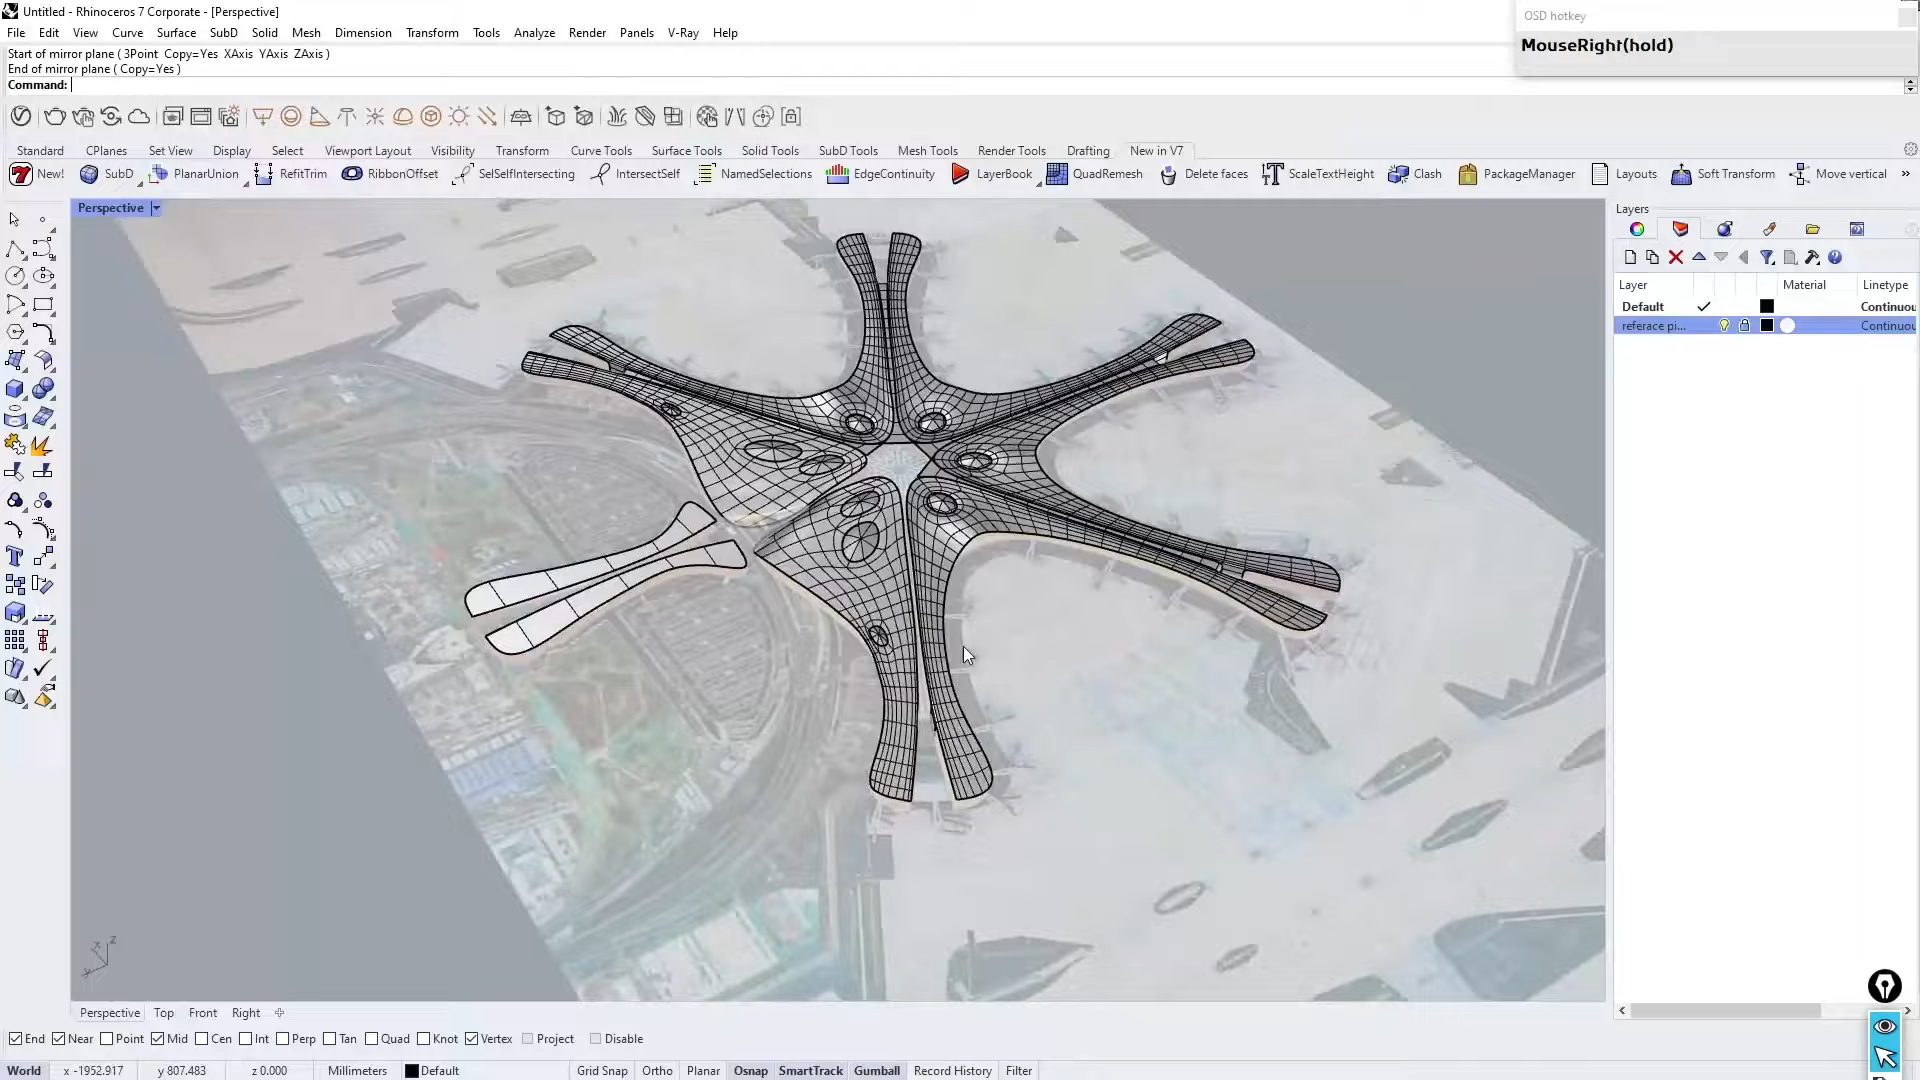 Untitled - Rhinoceros 7 Corporate - [Perspective]
OSD hotkey
MouseRight(hold)
File Edit View Curve Surface SubD Solid Mesh Dimension Transform Tools Analyze Render Panels V-Ray Help
Start of mirror plane ( 3Point Copy=Yes XAxis YAxis ZAxis )
End of mirror plane ( Copy=Yes )
Command:
Standard CPlanes Set View Display Select Viewport Layout Visibility Transform Curve Tools Surface Tools Solid Tools SubD Tools Mesh Tools Render Tools Drafting New in V7
New! SubD PlanarUnion RefitTrim RibbonOffset SelSelfIntersecting IntersectSelf NamedSelections EdgeContinuity LayerBook QuadRemesh Delete faces ScaleTextHeight Clash PackageManager Layouts Soft Transform Move vertical »
Perspective
Layers
Layer Material Linetype
Default Continuou
referace pi... Continuou
z
x
y
Perspective Top Front Right
End Near Point Mid Cen Int Perp Tan Quad Knot Vertex Project Disable
World x -1952.917 y 807.483 z 0.000 Millimeters Default Grid Snap Ortho Planar Osnap SmartTrack Gumball Record History Filter